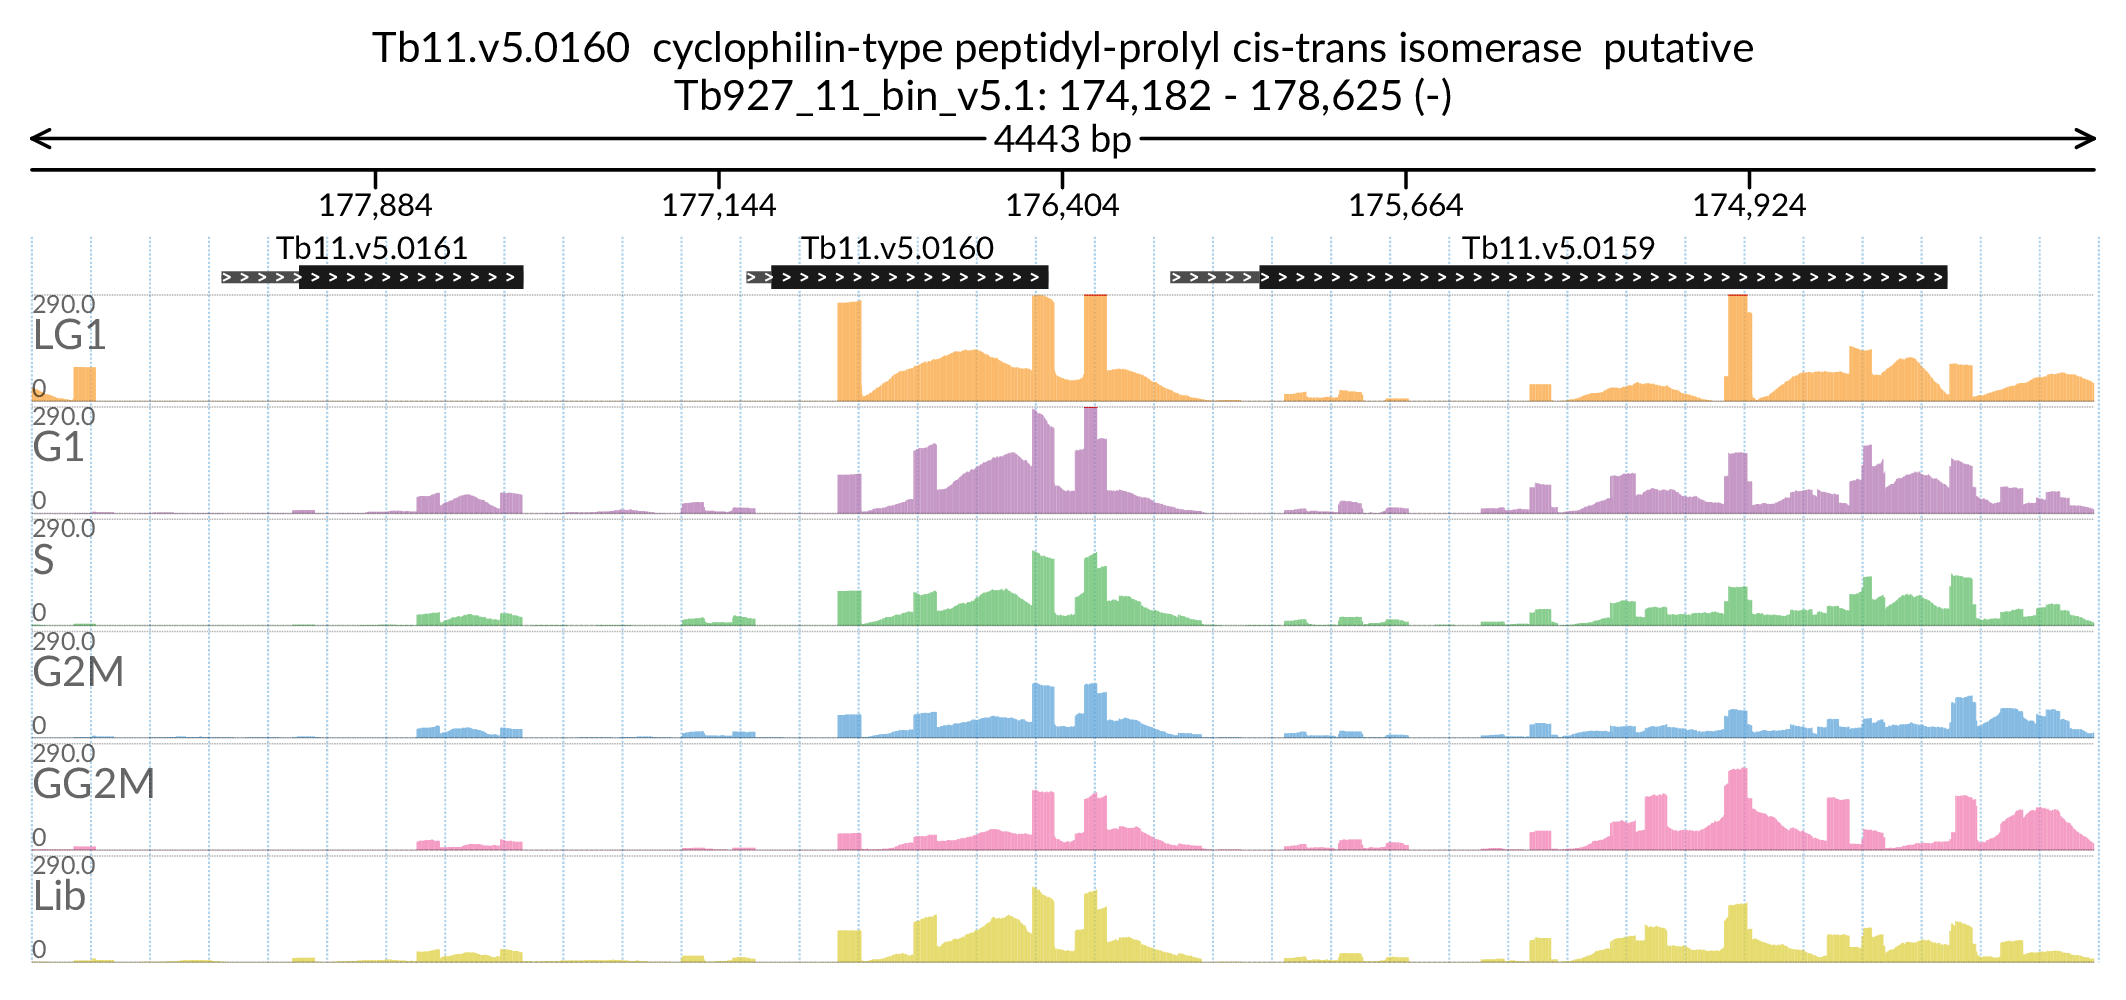 Tb11.v5.0160  cyclophilin-type peptidyl-prolyl cis-trans isomerase  putative
Tb927_11_bin_v5.1: 174,182 - 178,625 (-)
4443 bp
177,884 177,144 176,404 175,664 174,924
Tb11.v5.0161 Tb11.v5.0160 Tb11.v5.0159
290.0
LG1
0
290.0
G1
0
290.0
S
0
290.0
G2M
0
290.0
GG2M
0
290.0
Lib
0